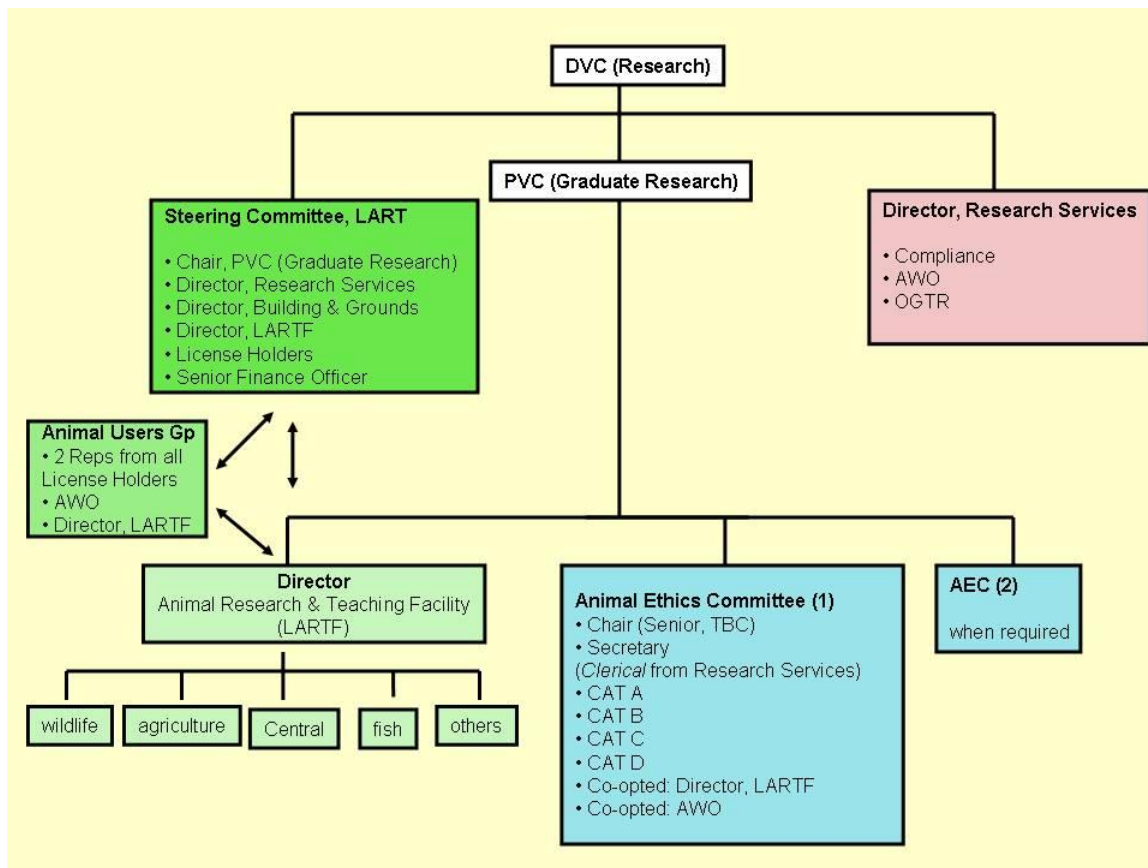 DVC (Research)
PVC (Graduate Research)
Steering Committee, LART
• Chair, PVC (Graduate Research)
• Director, Research Services
• Director, Building & Grounds
• Director, LARTF
• License Holders
• Senior Finance Officer
Director, Research Services
• Compliance
• AWO
• OGTR
Animal Users Gp
• 2 Reps from all
License Holders
• AWO
• Director, LARTF
Director
Animal Research & Teaching Facility
(LARTF)
wildlife
agriculture
Central
fish
others
Animal Ethics Committee (1)
• Chair (Senior, TBC)
• Secretary
(Clerical from Research Services)
• CAT A
• CAT B
• CAT C
• CAT D
• Co-opted: Director, LARTF
• Co-opted: AWO
AEC (2)
when required